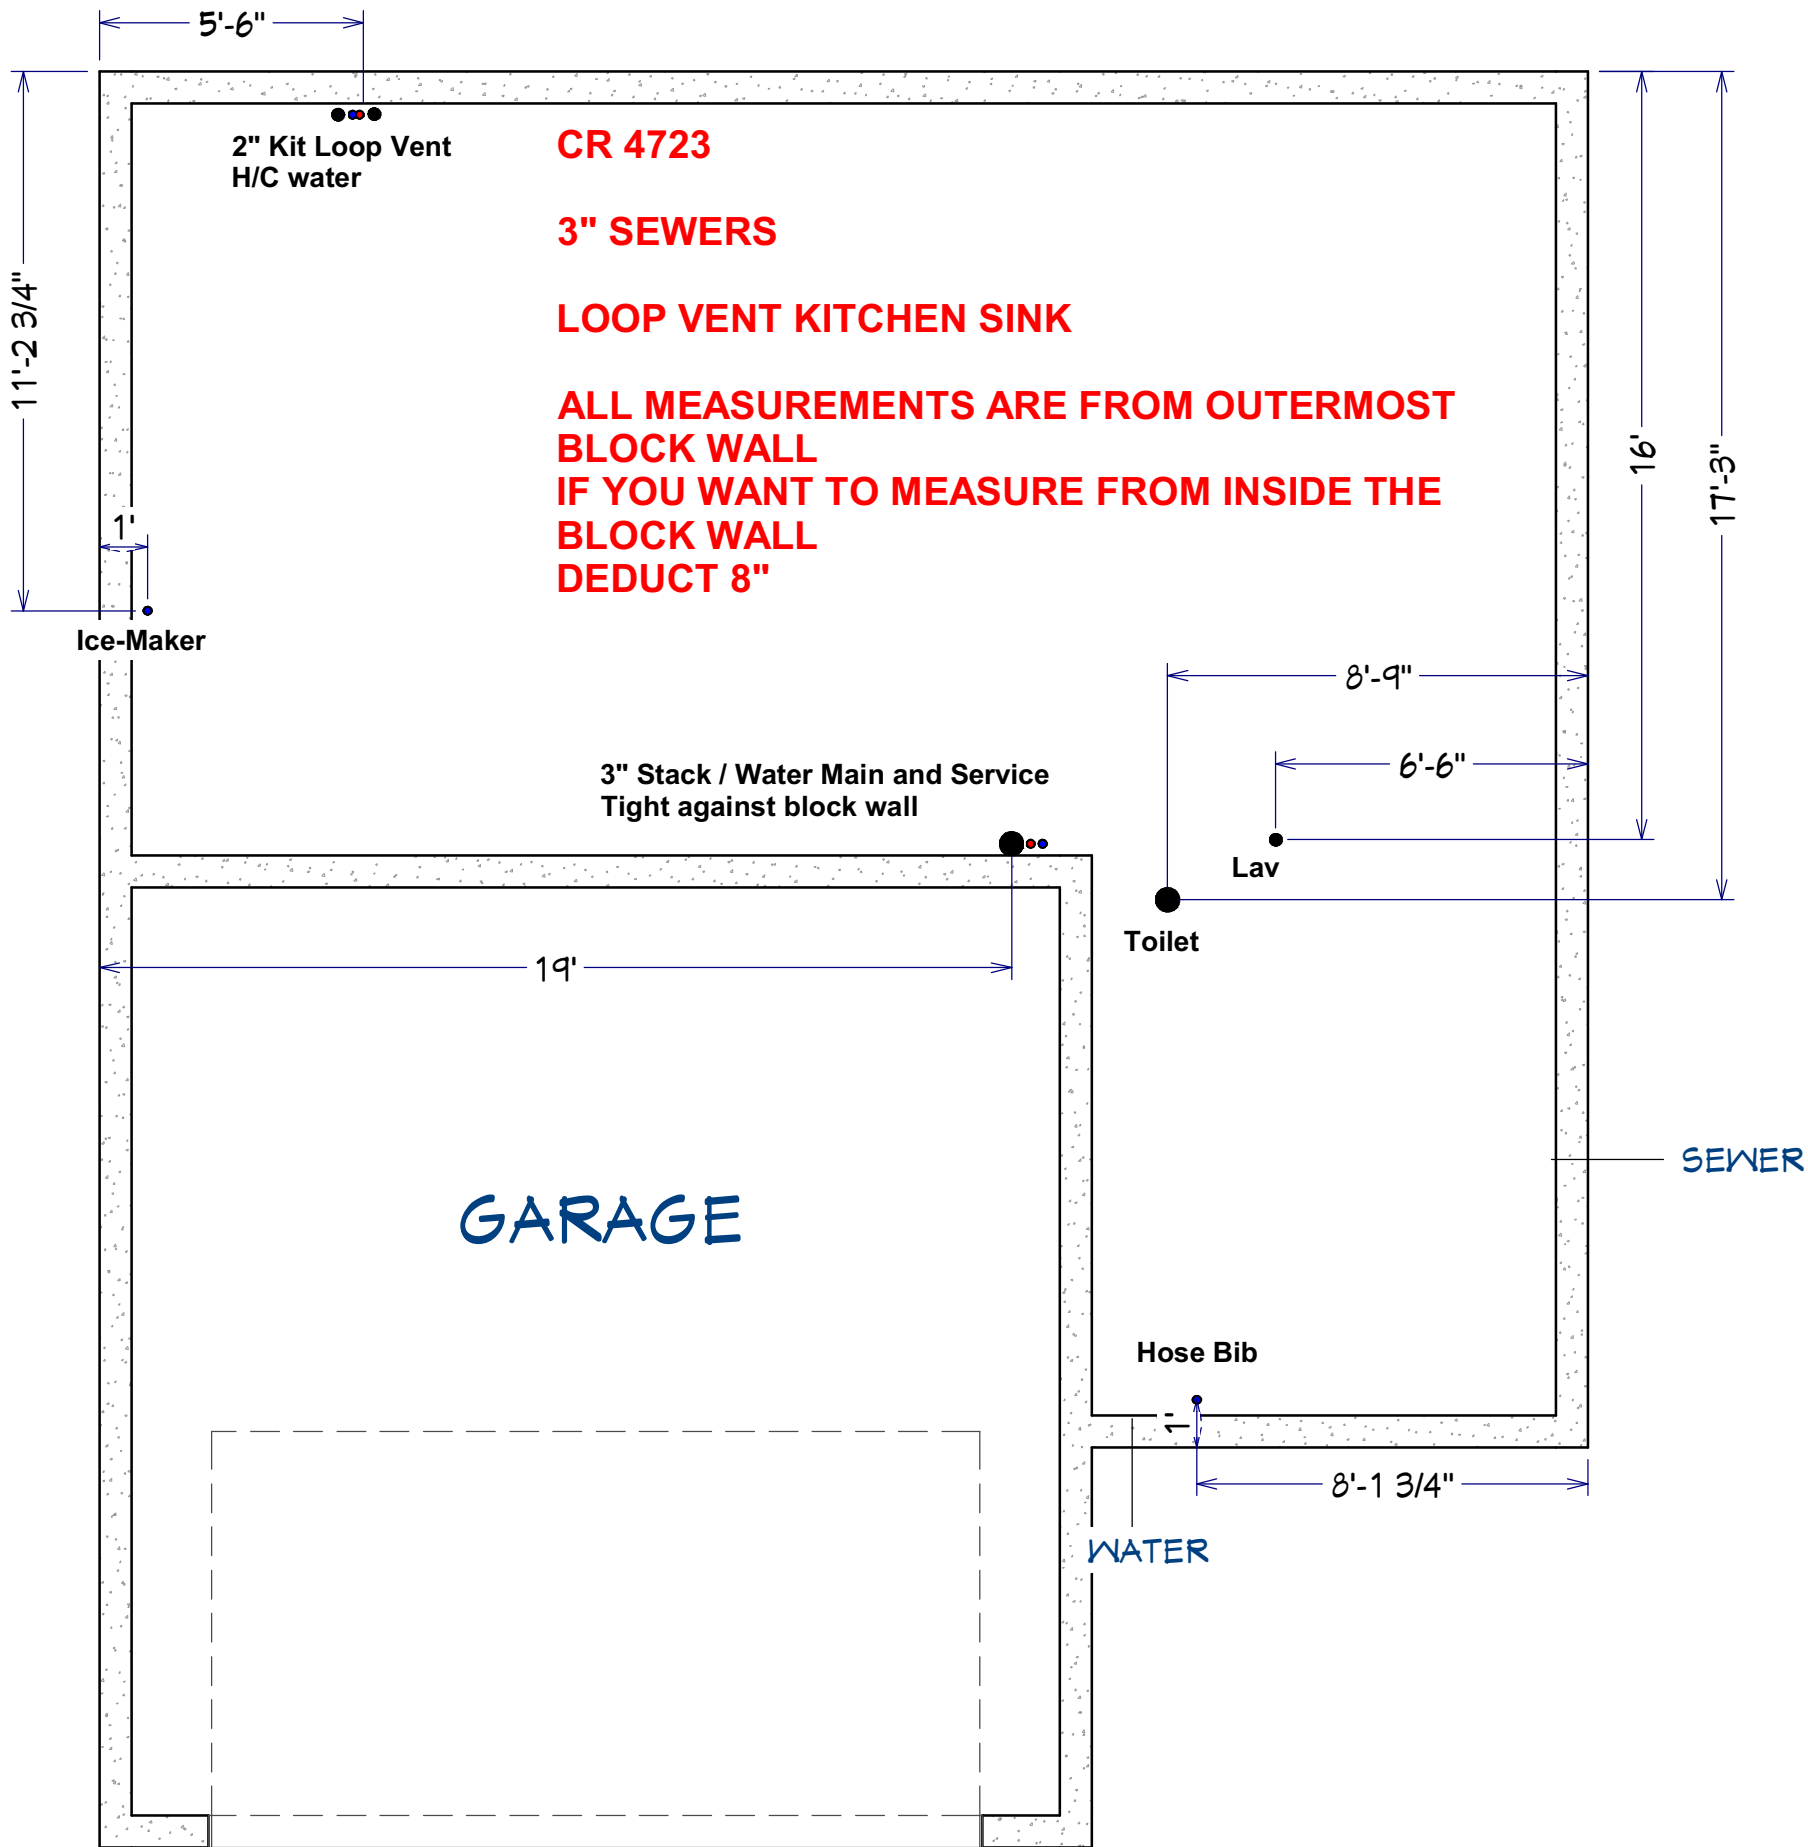 5'-6"
2" Kit Loop Vent
H/C water
CR 4723
3" SEWERS
LOOP VENT KITCHEN SINK
ALL MEASUREMENTS ARE FROM OUTERMOST
BLOCK WALL
IF YOU WANT TO MEASURE FROM INSIDE THE
BLOCK WALL
DEDUCT 8"
11'-2 3/4"
16'
17'-3"
1'
Ice-Maker
8'-9"
6'-6"
3" Stack / Water Main and Service
Tight against block wall
Lav
Toilet
19'
SEWER
GARAGE
Hose Bib
1'
8'-1 3/4"
WATER